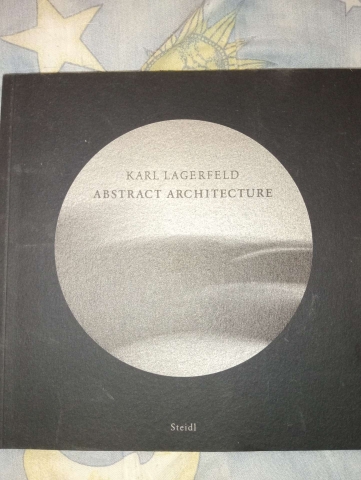 KARL LAGERFELD
ABSTRACT ARCHITECTURE
Steidl